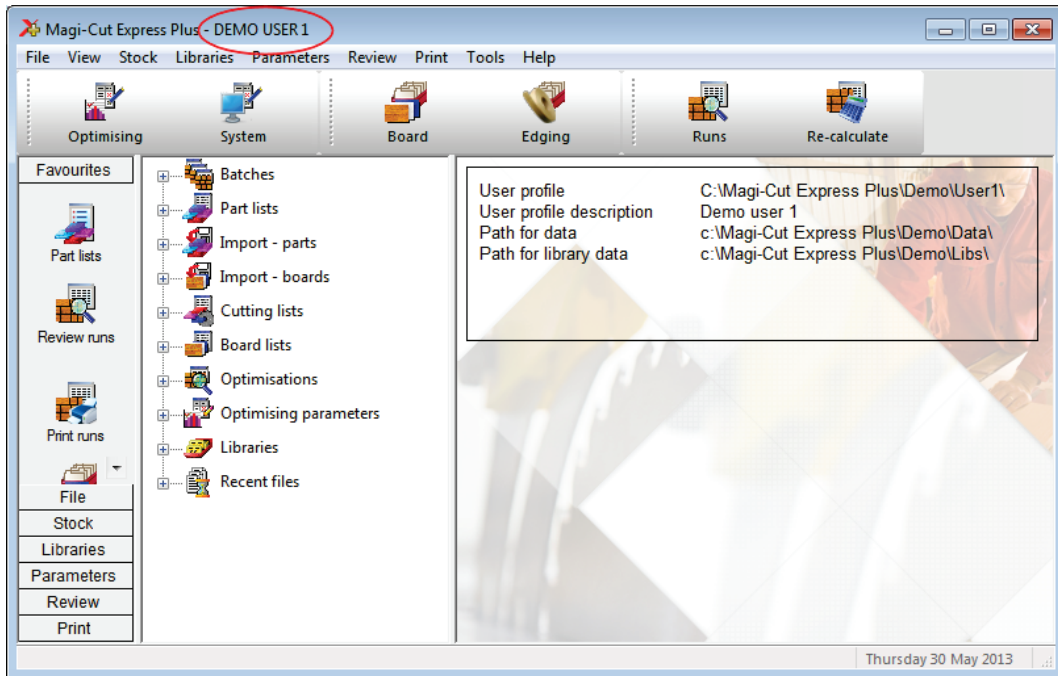 Magi-Cut Express Plus - DEMO USER 1
File View Stock Libraries Parameters Review Print Tools Help
Optimising System Board Edging Runs Re-calculate
Favourites
Part lists
Review runs
Print runs
File
Stock
Libraries
Parameters
Review
Print
Batches
Part lists
Import - parts
Import - boards
Cutting lists
Board lists
Optimisations
Optimising parameters
Libraries
Recent files
User profile C:\Magi-Cut Express Plus\Demo\User1\
User profile description Demo user 1
Path for data c:\Magi-Cut Express Plus\Demo\Data\
Path for library data c:\Magi-Cut Express Plus\Demo\Libs\
Thursday 30 May 2013